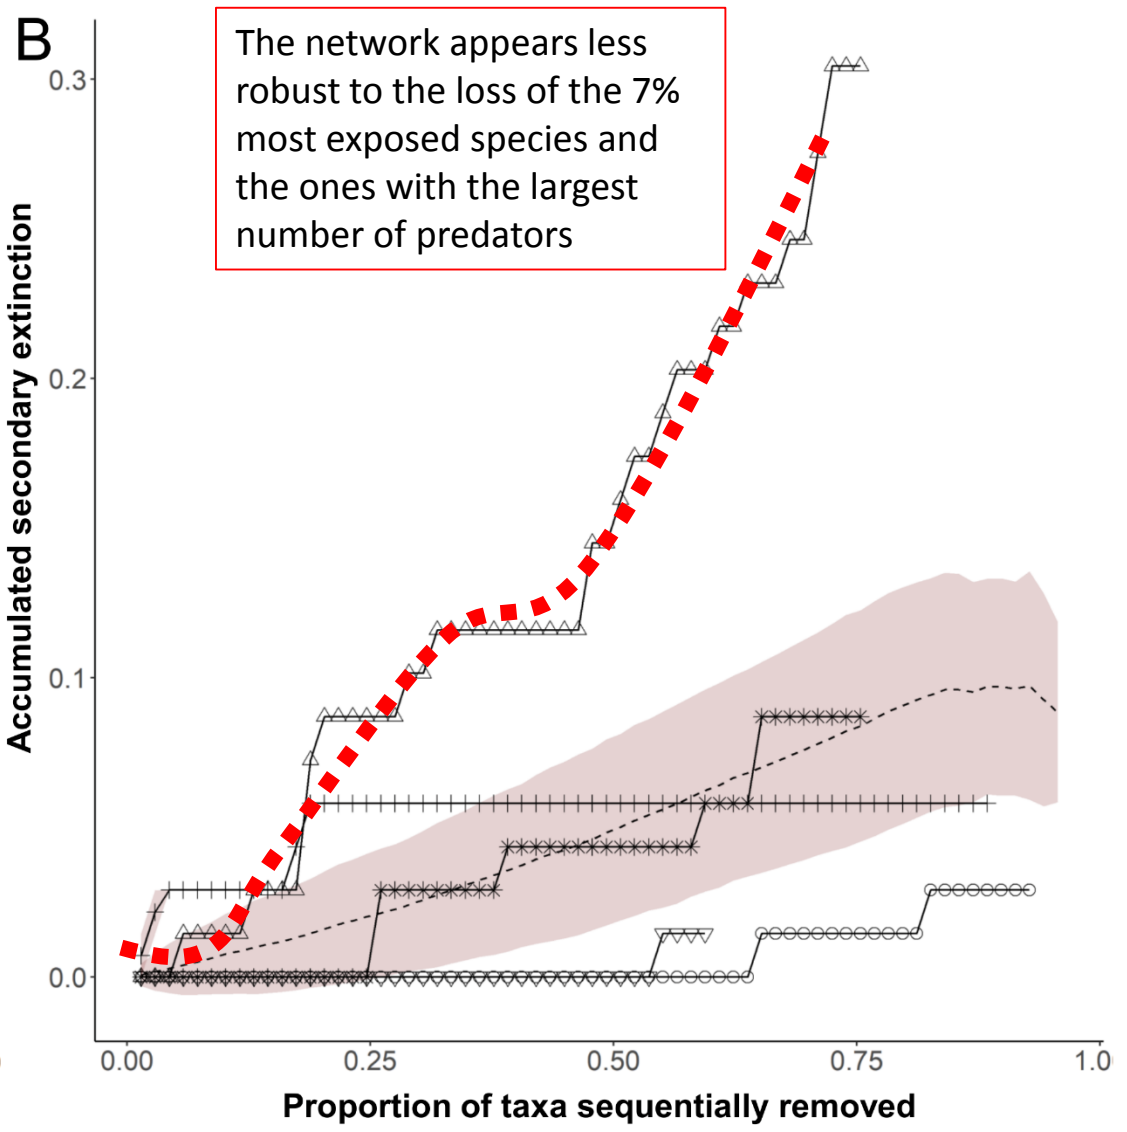 B
The network appears less
robust to the loss of the 7%
most exposed species and
the ones with the largest
number of predators
Accumulated secondary extinction
0.3
0.2
0.1
0.0
0.00 0.25 0.50 0.75 1.0
Proportion of taxa sequentially removed